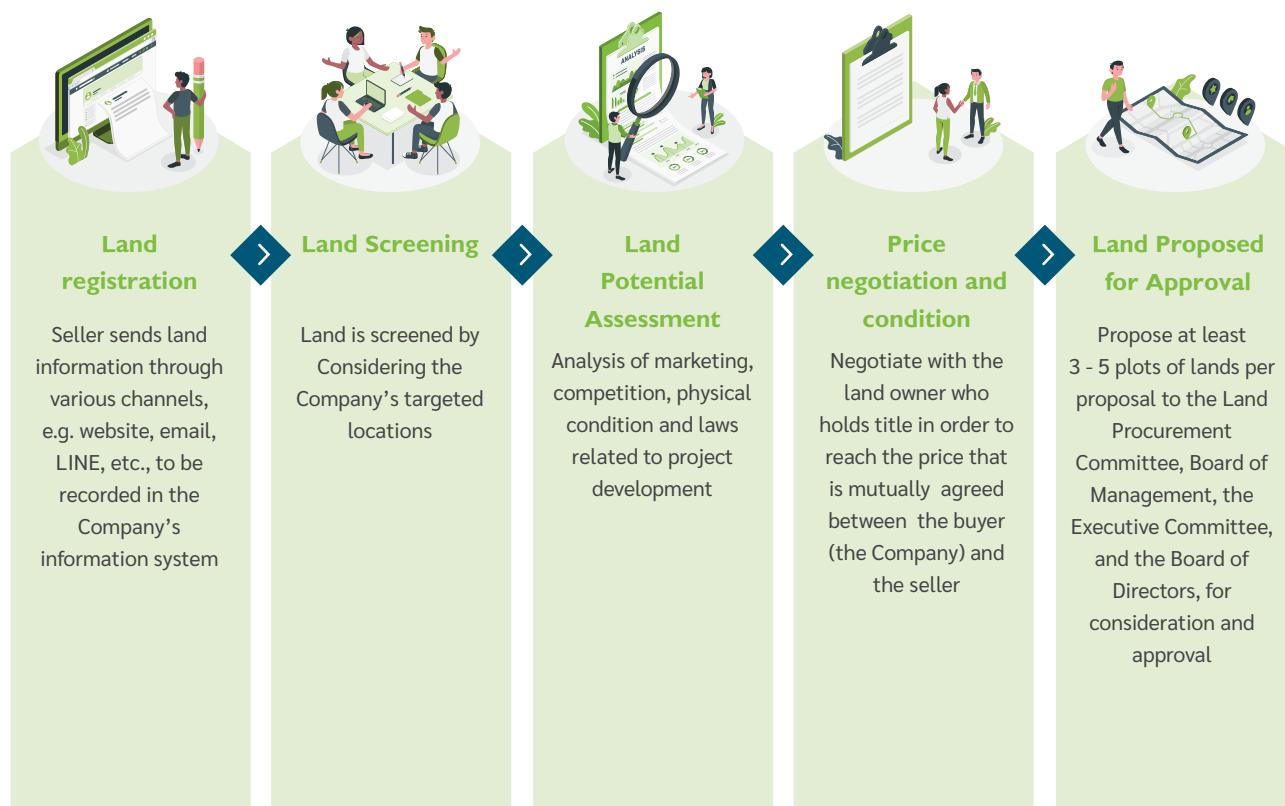 ANALYSIS
Land
registration
Seller sends land
information through
various channels,
e.g. website, email,
LINE, etc., to be
recorded in the
Company’s
information system
Land Screening
Land is screened by
Considering the
Company’s targeted
locations
Land
Potential
Assessment
Analysis of marketing,
competition, physical
condition and laws
related to project
development
Price
negotiation and
condition
Negotiate with the
land owner who
holds title in order to
reach the price that
is mutually agreed
between the buyer
(the Company) and
the seller
Land Proposed
for Approval
Propose at least
3 - 5 plots of lands per
proposal to the Land
Procurement
Committee, Board of
Management, the
Executive Committee,
and the Board of
Directors, for
consideration and
approval